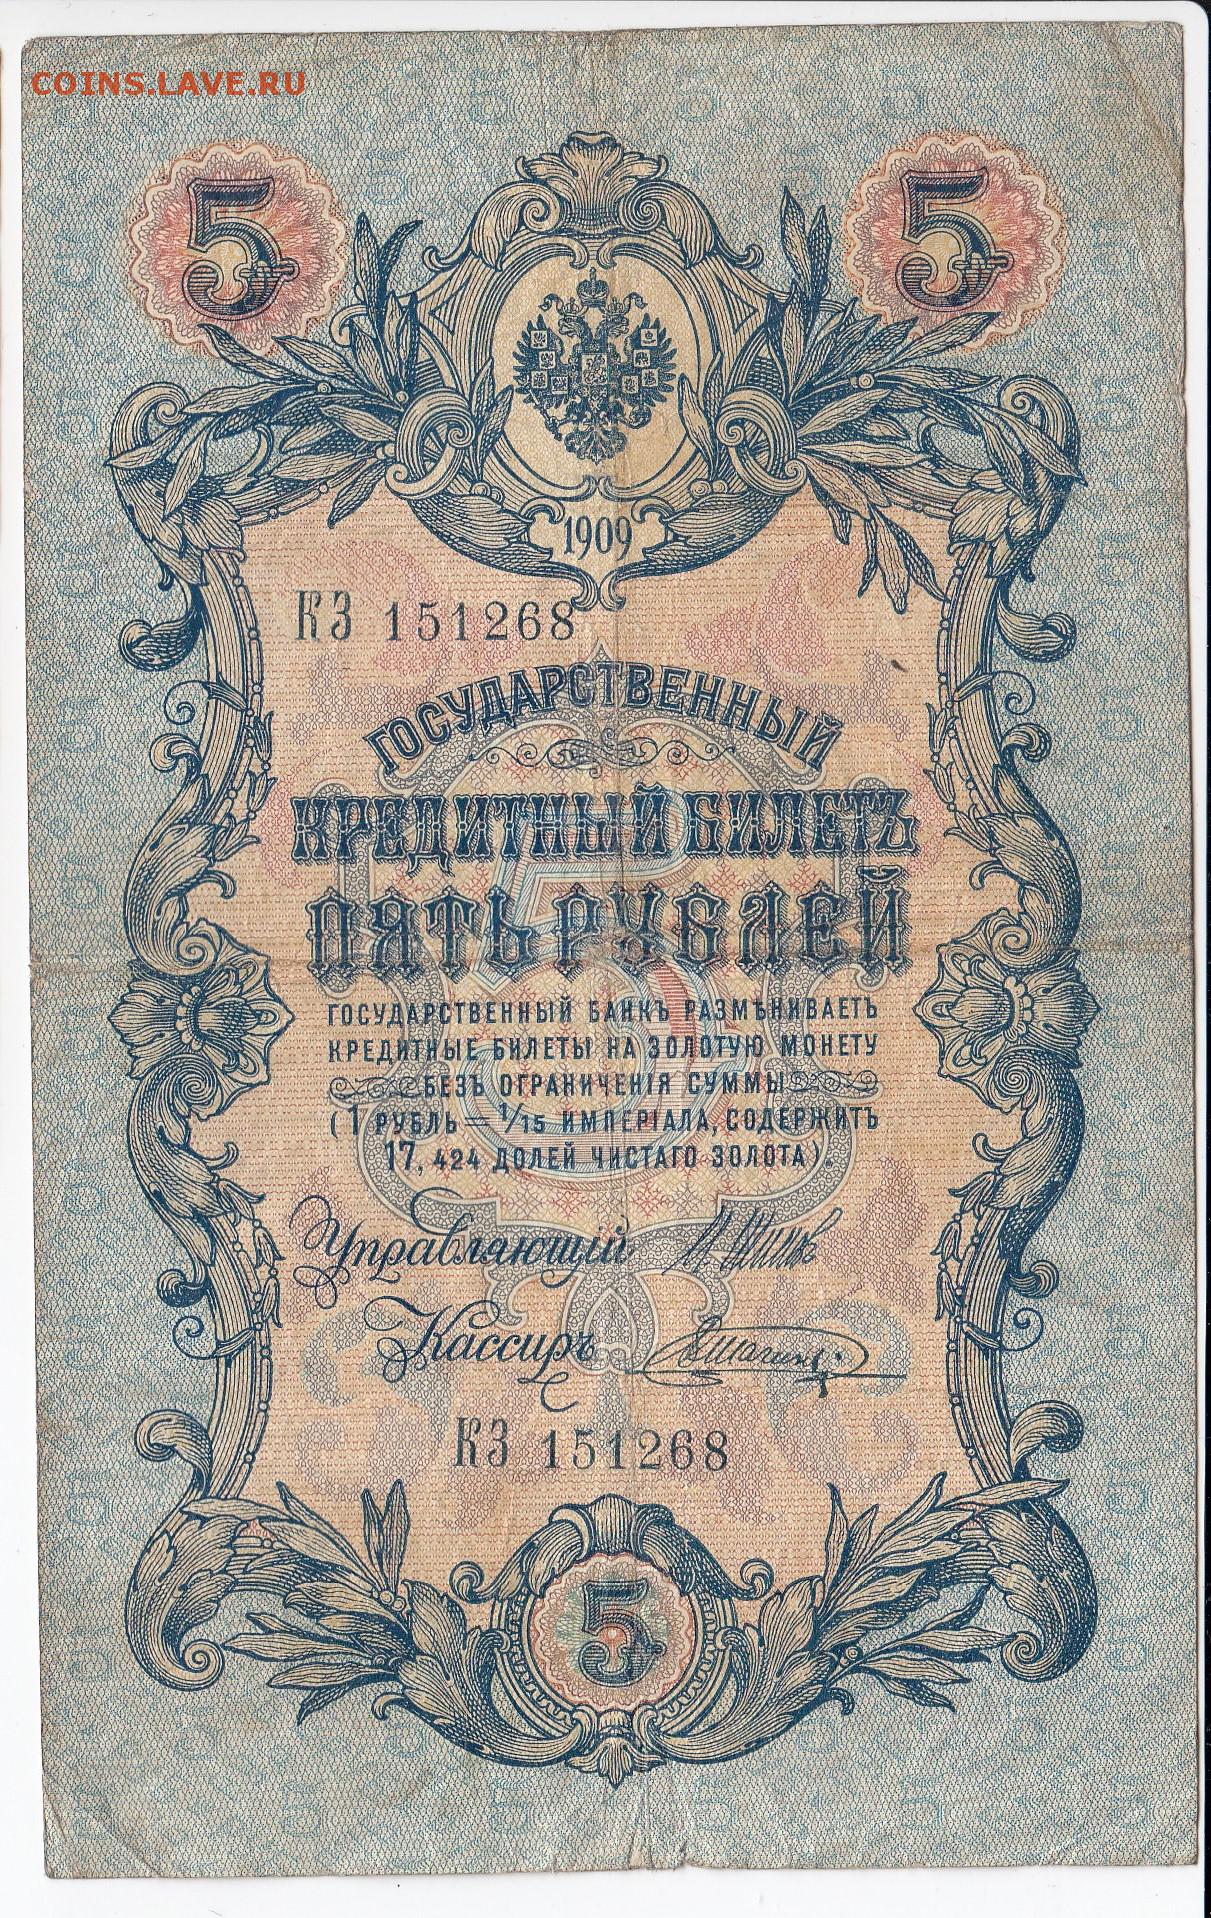 COINS.LAVE.RU
5 5
1909
КЗ 151268
ГОСУДАРСТВЕННЫЙ
КРЕДИТНЫЙ БИЛЕТЪ
ПЯТЬ РУБЛЕЙ
ГОСУДАРСТВЕННЫЙ БАНКЪ РАЗМѢНИВАЕТЪ
КРЕДИТНЫЕ БИЛЕТЫ НА ЗОЛОТУЮ МОНЕТУ
БЕЗЪ ОГРАНИЧЕНІЯ СУММЫ
(1 РУБЛЬ = 1/15 ИМПЕРІАЛА, СОДЕРЖИТЪ
17,424 ДОЛЕЙ ЧИСТАГО ЗОЛОТА).
Управляющій
Кассиръ
КЗ 151268
5